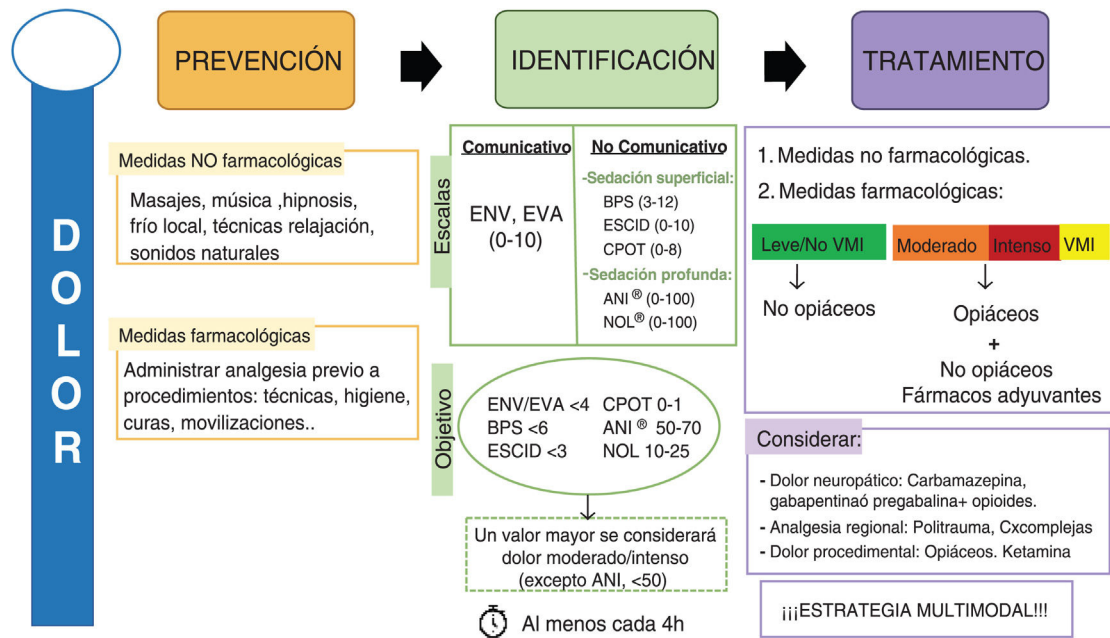 DOLOR
PREVENCIÓN
Medidas NO farmacológicas
Masajes, música ,hipnosis,
frío local, técnicas relajación,
sonidos naturales
Medidas farmacológicas
Administrar analgesia previo a
procedimientos: técnicas, higiene,
curas, movilizaciones..
IDENTIFICACIÓN
Escalas
Comunicativo
ENV, EVA
(0-10)
No Comunicativo
-Sedación superficial:
BPS (3-12)
ESCID (0-10)
CPOT (0-8)
-Sedación profunda:
ANI ® (0-100)
NOL® (0-100)
Objetivo
ENV/EVA <4 CPOT 0-1
BPS <6 ANI ® 50-70
ESCID <3 NOL 10-25
Un valor mayor se considerará
dolor moderado/intenso
(excepto ANI, <50)
Al menos cada 4h
TRATAMIENTO
1. Medidas no farmacológicas.
2. Medidas farmacológicas:
Leve/No VMI Moderado Intenso VMI
No opiáceos
Opiáceos
+
No opiáceos
Fármacos adyuvantes
Considerar:
- Dolor neuropático: Carbamazepina,
gabapentinaó pregabalina+ opioides.
- Analgesia regional: Politrauma, Cxcomplejas
- Dolor procedimental: Opiáceos. Ketamina
¡¡¡ESTRATEGIA MULTIMODAL!!!